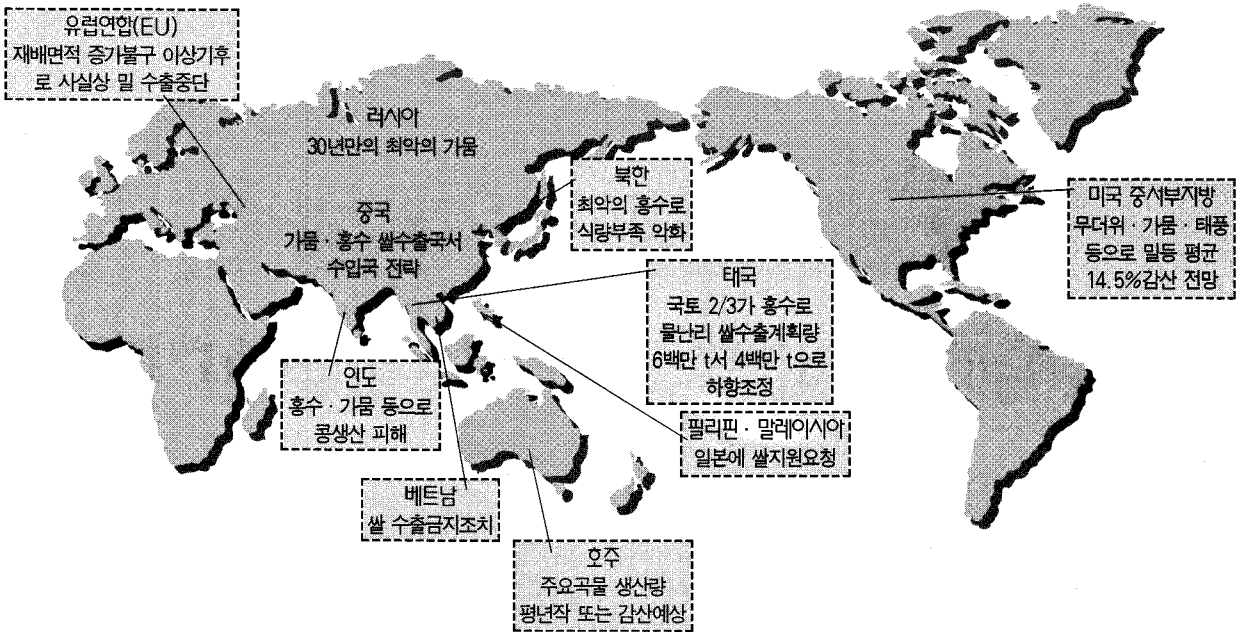 유럽연합(EU)
재배면적 증가불구 이상기후
로 사실상 밀 수출중단
러시아
30년만의 최악의 가뭄
북한
최악의 홍수로
식량부족 악화
미국 중서부지방
무더위·가뭄·태풍
등으로 밀등 평균
14.5%감산 전망
중국
가뭄·홍수 쌀수출국서
수입국 전락
태국
국토 2/3가 홍수로
물난리 쌀수출계획량
6백만 t서 4백만 t으로
하향조정
인도
홍수·가뭄 등으로
콩생산 피해
필리핀·말레이시아
일본에 쌀지원요청
베트남
쌀 수출금지조치
호주
주요곡물 생산량
평년작 또는 감산예상